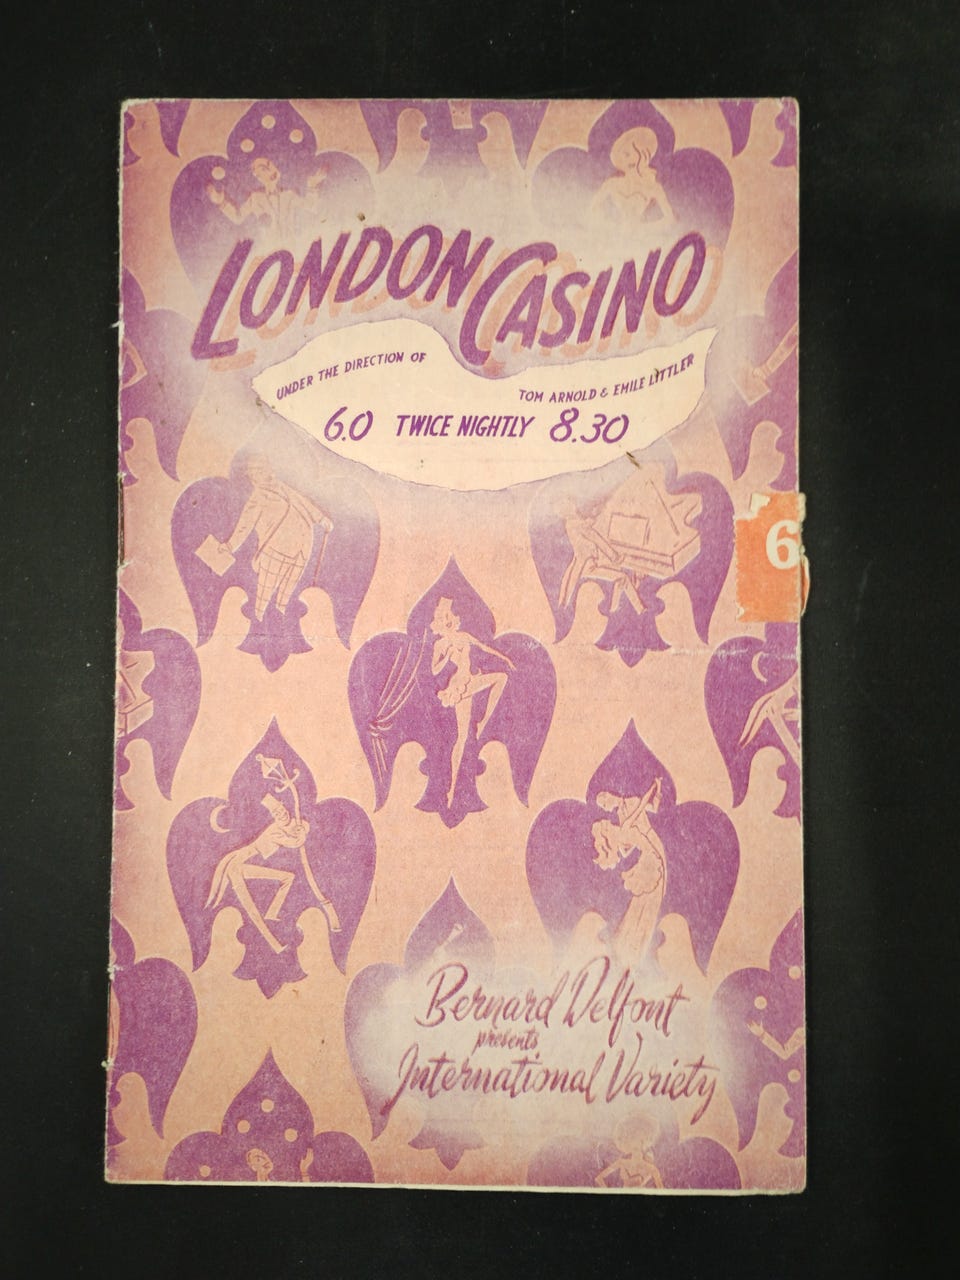 LONDON CASINO
UNDER THE DIRECTION OF
TOM ARNOLD & EMILE LITTLER
6.0 TWICE NIGHTLY 8.30
6
Bernard Delfont
presents
International Variety